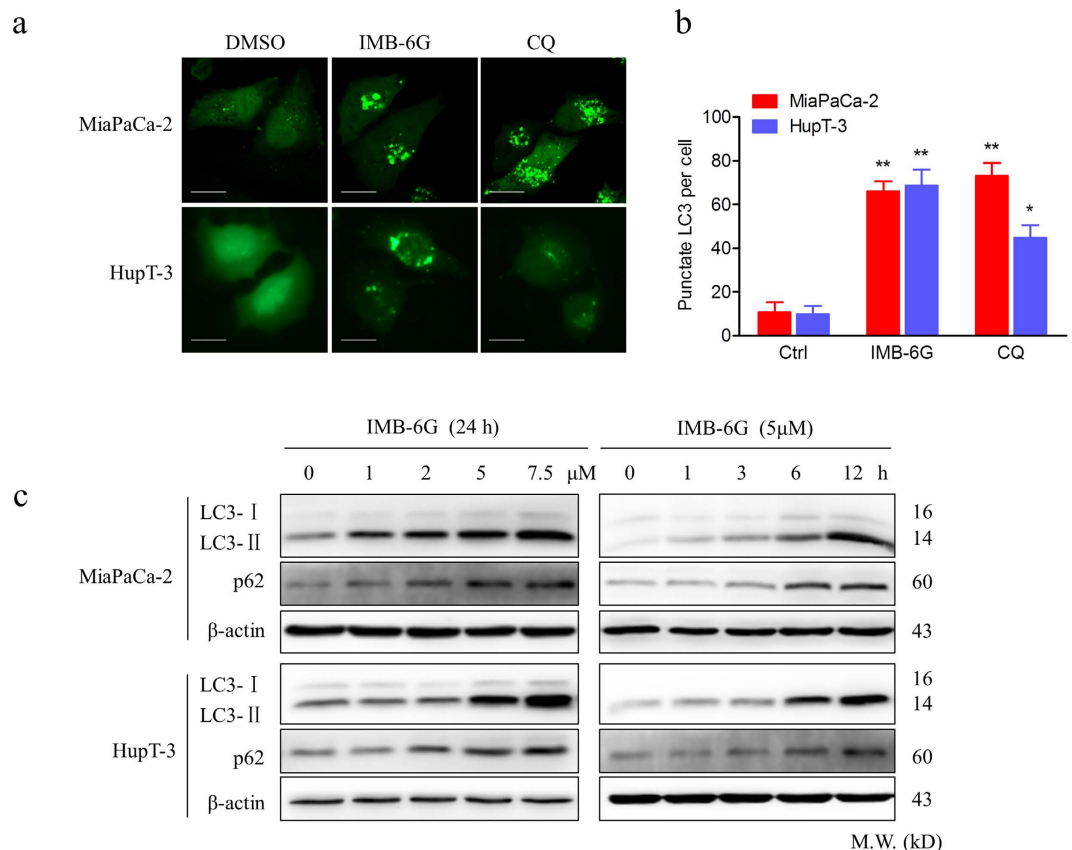 a
DMSO IMB-6G CQ
MiaPaCa-2
HupT-3
b
MiaPaCa-2
HupT-3
Punctate LC3 per cell
100
80
60
40
20
0
** ** ** *
Ctrl IMB-6G CQ
c
IMB-6G (24 h) IMB-6G (5μM)
0 1 2 5 7.5 μM 0 1 3 6 12 h
MiaPaCa-2
LC3-Ⅰ 16
LC3-Ⅱ 14
p62 60
β-actin 43
HupT-3
LC3-Ⅰ 16
LC3-Ⅱ 14
p62 60
β-actin 43
M.W. (kD)